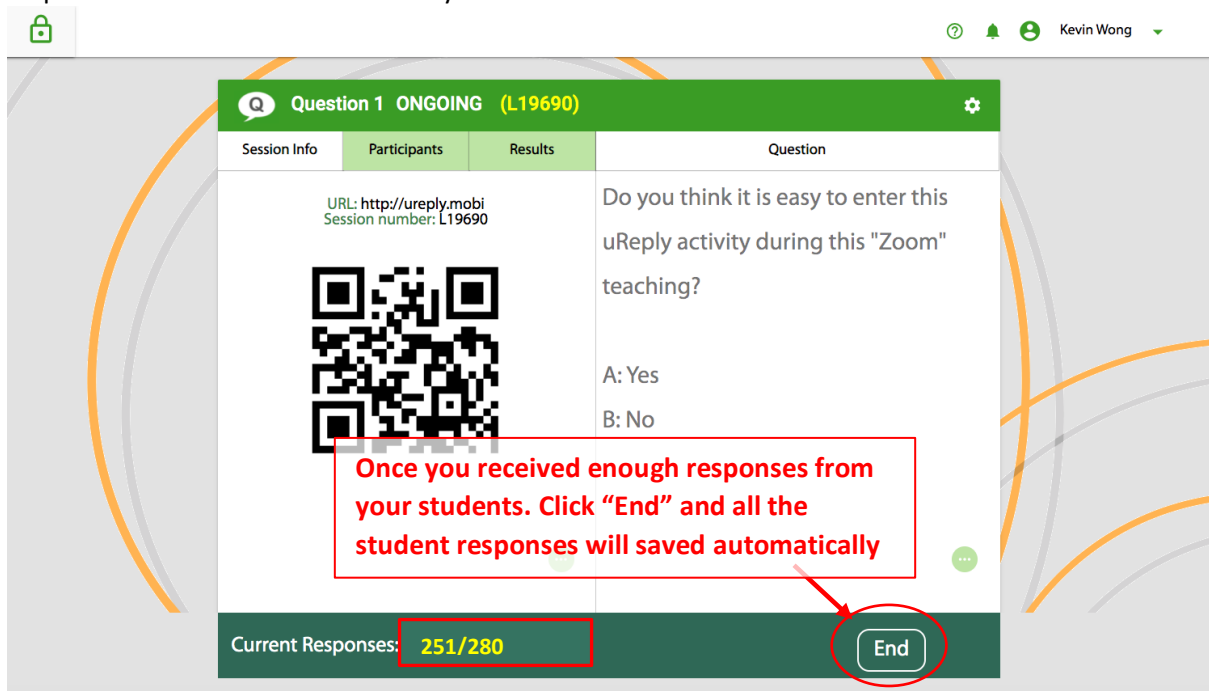 Kevin Wong
Q Question 1 ONGOING (L19690)
Session Info Participants Results Question
URL: http://ureply.mobi
Session number: L19690
Do you think it is easy to enter this
uReply activity during this "Zoom"
teaching?
A: Yes
B: No
Once you received enough responses from
your students. Click “End” and all the
student responses will saved automatically
Current Responses: 251/280
End